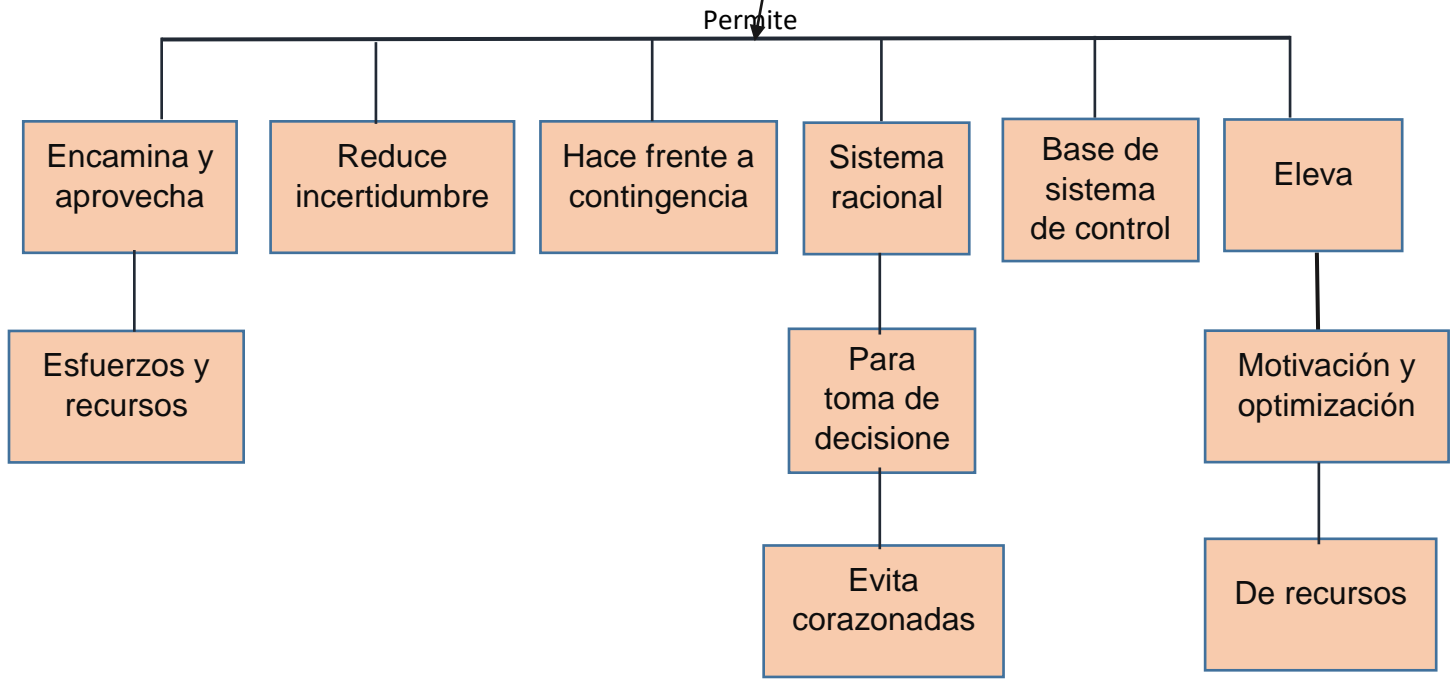 Permite
Encamina y
aprovecha
Reduce
incertidumbre
Hace frente a
contingencia
Sistema
racional
Base de
sistema
de control
Eleva
Esfuerzos y
recursos
Para
toma de
decisione
Motivación y
optimización
Evita
corazonadas
De recursos